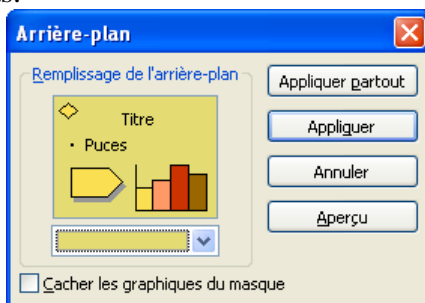 Arrière-plan
Remplissage de l'arrière-plan
Titre
• Puces
Appliquer partout
Appliquer
Annuler
Aperçu
Cacher les graphiques du masque